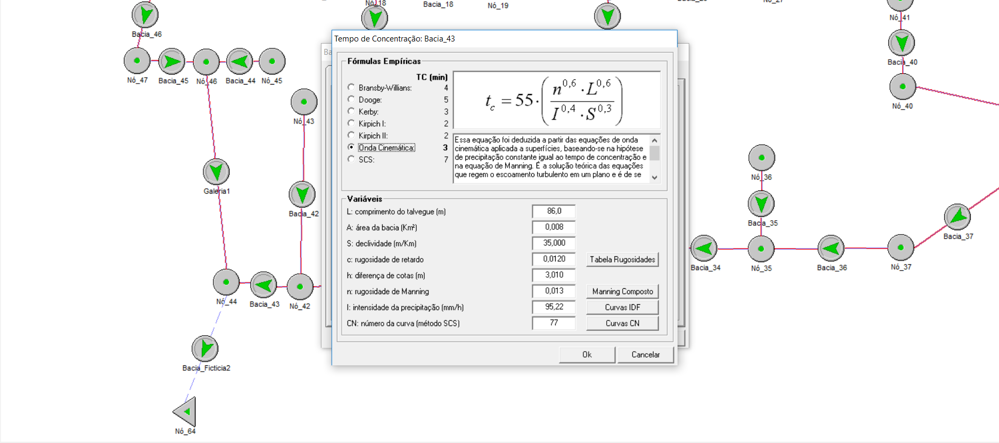 Nó_18
Bacia_18
Nó_19
Nó_41
Bacia_46
Bacia_40
Nó_47
Bacia_45
Nó_46
Bacia_44
Nó_45
Nó_40
Nó_43
Galeria1
Bacia_42
Nó_36
Bacia_35
Bacia_37
Bacia_34
Nó_35
Bacia_36
Nó_37
Nó_44
Bacia_43
Nó_42
Bacia_Ficticia2
Nó_64
Tempo de Concentração: Bacia_43
Fórmulas Empíricas
TC (min)
Bransby-Willians: 4
Dooge: 5
Kerby: 3
Kirpich I: 2
Kirpich II: 2
Onda Cinemática: 3
SCS: 7
t_c = 55·(n^0,6 · L^0,6 / I^0,4 · S^0,3)
Essa equação foi deduzida a partir das equações de onda
cinemática aplicada a superfícies, baseando-se na hipótese
de precipitação constante igual ao tempo de concentração e
na equação de Manning. É a solução teórica das equações
que regem o escoamento turbulento em um plano e é de se
Variáveis
L: comprimento do talvegue (m) 86,0
A: área da bacia (Km²) 0,008
S: declividade (m/Km) 35,000
c: rugosidade de retardo 0,0120 Tabela Rugosidades
h: diferença de cotas (m) 3,010
n: rugosidade de Manning 0,013 Manning Composto
I: intensidade da precipitação (mm/h) 95,22 Curvas IDF
CN: número da curva (método SCS) 77 Curvas CN
Ok Cancelar